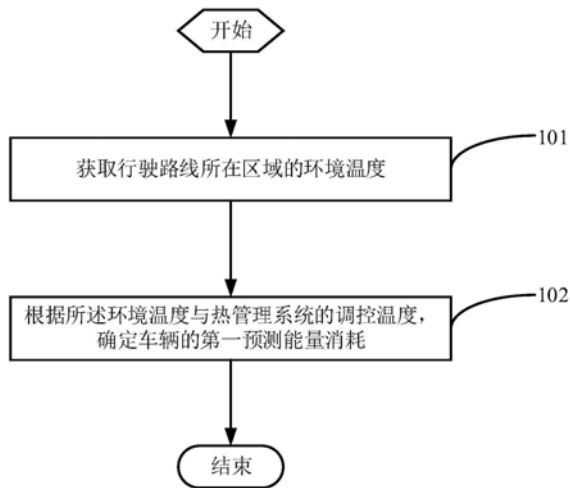 开始
获取行驶路线所在区域的环境温度
101
根据所述环境温度与热管理系统的调控温度，
确定车辆的第一预测能量消耗
102
结束